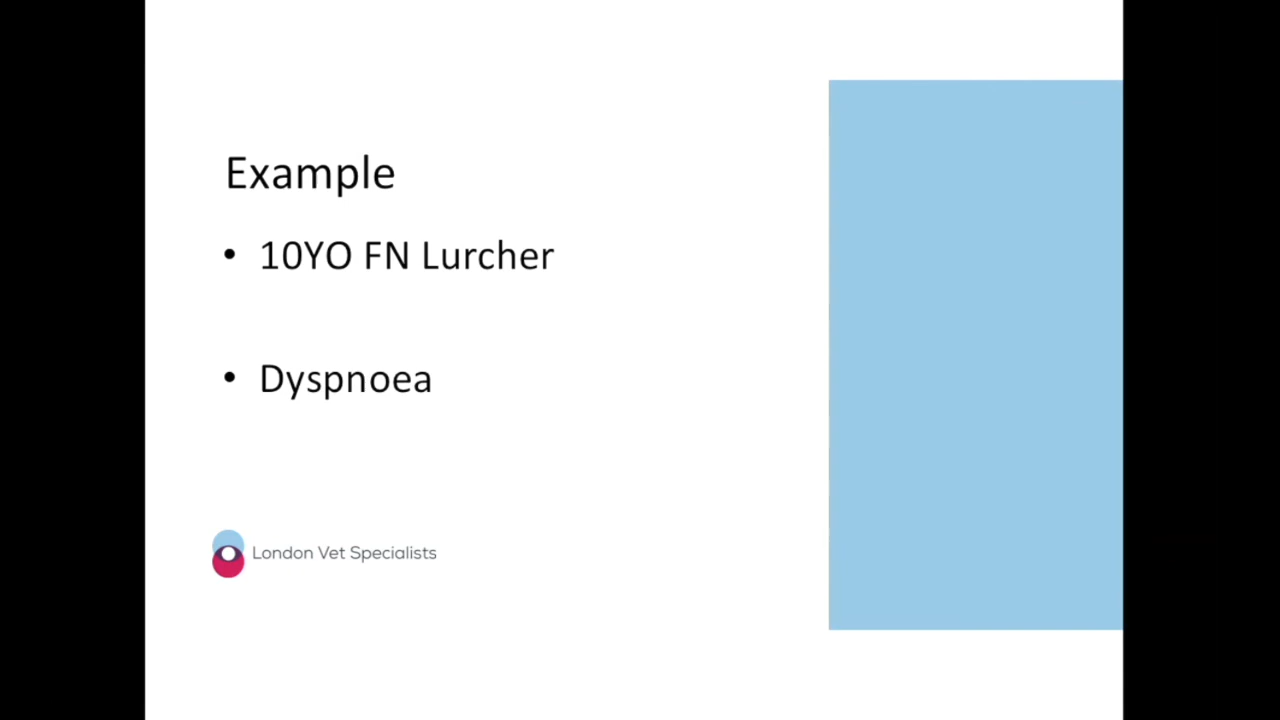 Example
• 10YO FN Lurcher
• Dyspnoea
London Vet Specialists